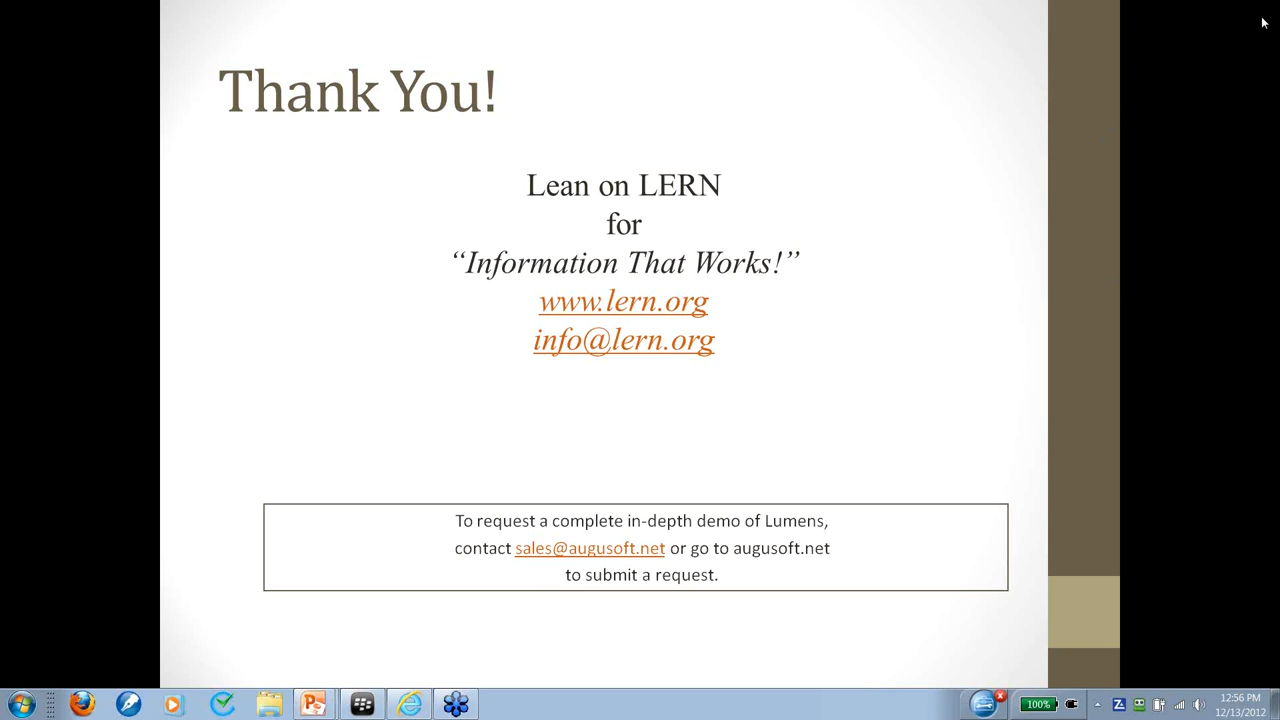 Thank You!
Lean on LERN
for
“Information That Works!”
www.lern.org
info@lern.org
To request a complete in-depth demo of Lumens,
contact sales@augusoft.net or go to augusoft.net
to submit a request.
100%
12:56 PM
12/13/2012